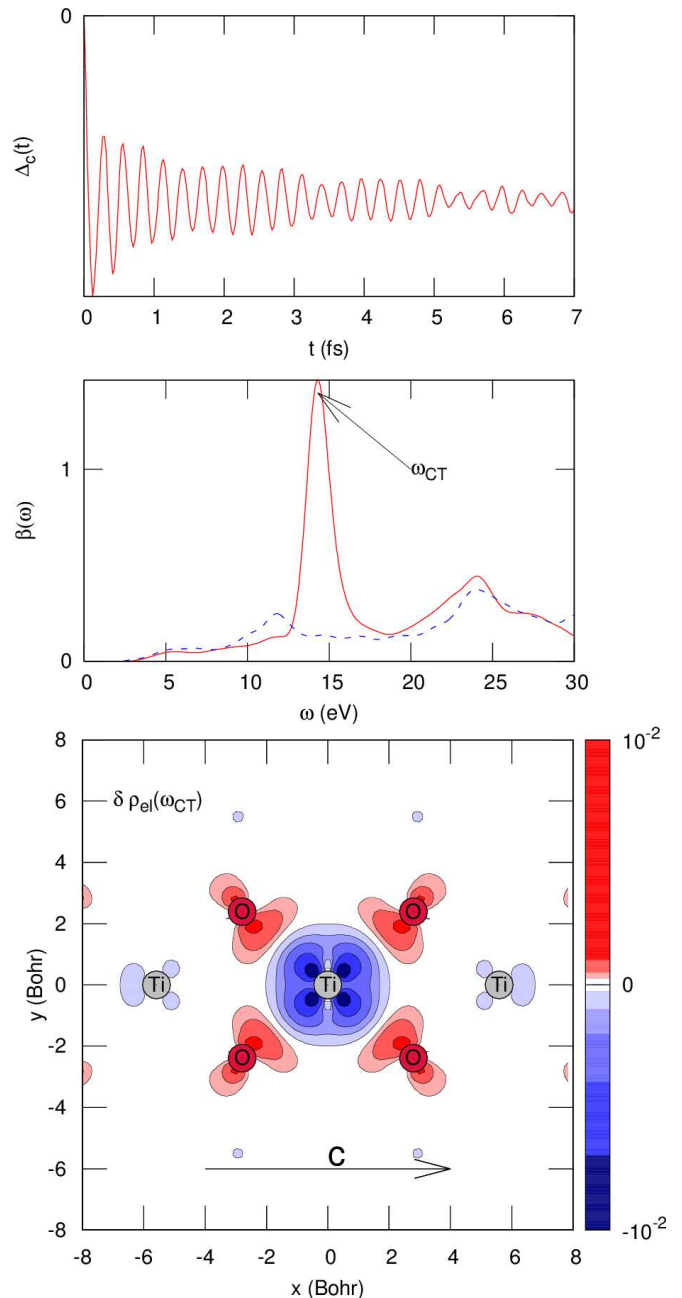 0
Δc(t)
0 1 2 3 4 5 6 7
t (fs)
1
β(ω)
ωCT
0
0 5 10 15 20 25 30
ω (eV)
8 10⁻²
δ ρel(ωCT)
6
4
O O
2
y (Bohr) 0 Ti Ti Ti 0
-2
O O
-4
C
-6
-8 -10⁻²
-8 -6 -4 -2 0 2 4 6 8
x (Bohr)